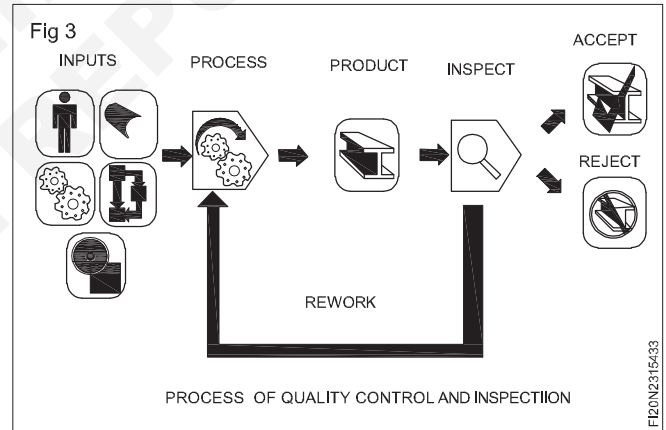 Fig 3
INPUTS
PROCESS
PRODUCT
INSPECT
ACCEPT
REJECT
REWORK
PROCESS OF QUALITY CONTROL AND INSPECTIION
FI20N2315433